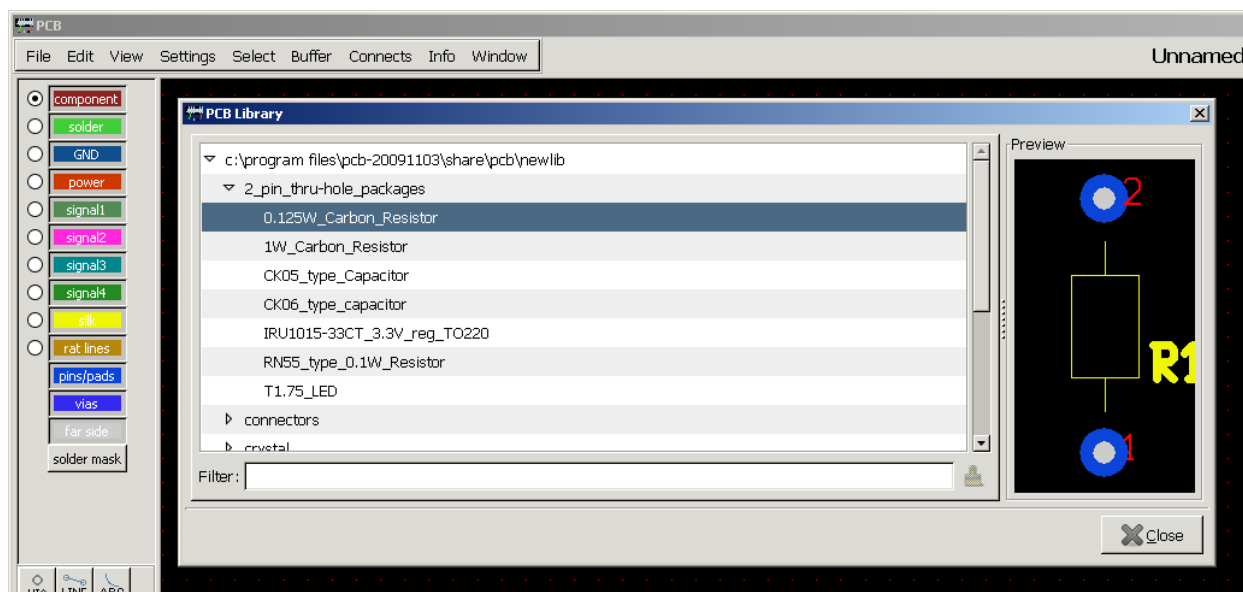 PCB
File Edit View Settings Select Buffer Connects Info Window
Unnamed
component
solder
GND
power
signal1
signal2
signal3
signal4
silk
rat lines
pins/pads
vias
far side
solder mask
VIA LINE ARC
PCB Library
c:\program files\pcb-20091103\share\pcb\newlib
2_pin_thru-hole_packages
0.125W_Carbon_Resistor
1W_Carbon_Resistor
CK05_type_Capacitor
CK06_type_capacitor
IRU1015-33CT_3.3V_reg_TO220
RN55_type_0.1W_Resistor
T1.75_LED
connectors
crystal
Filter:
Preview
2
R1
1
Close